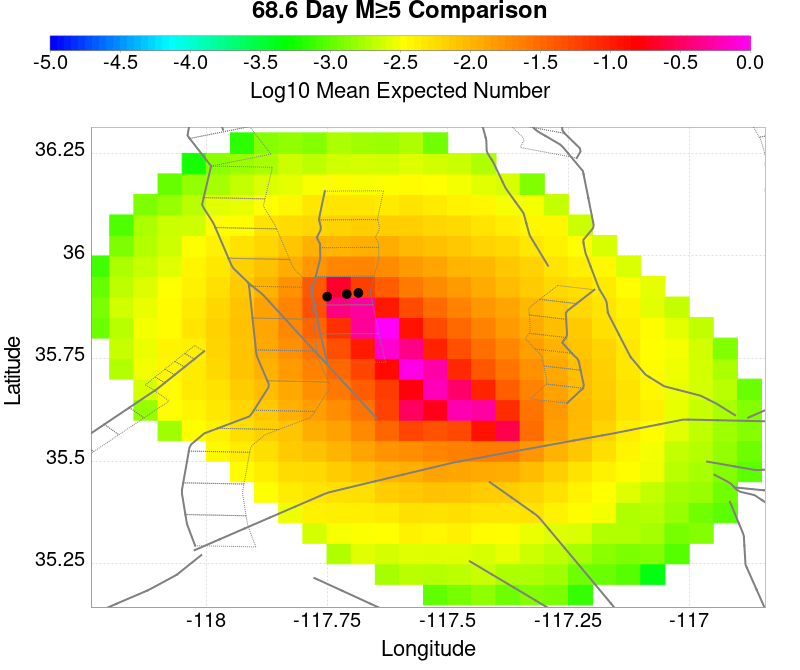 68.6 Day M≥5 Comparison
-5.0 -4.5 -4.0 -3.5 -3.0 -2.5 -2.0 -1.5 -1.0 -0.5 0.0
Log10 Mean Expected Number
36.25
36
35.75
35.5
35.25
Latitude
-118 -117.75 -117.5 -117.25 -117
Longitude